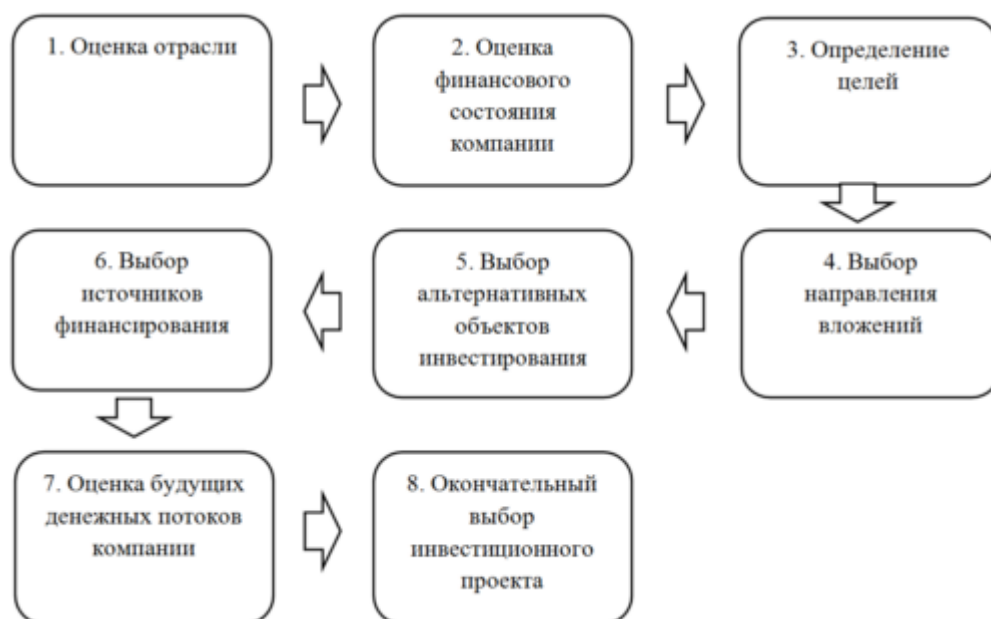 1. Оценка отрасли
2. Оценка
финансового
состояния
компании
3. Определение
целей
4. Выбор
направления
вложений
5. Выбор
альтернативных
объектов
инвестирования
6. Выбор
источников
финансирования
7. Оценка будущих
денежных потоков
компании
8. Окончательный
выбор
инвестиционного
проекта